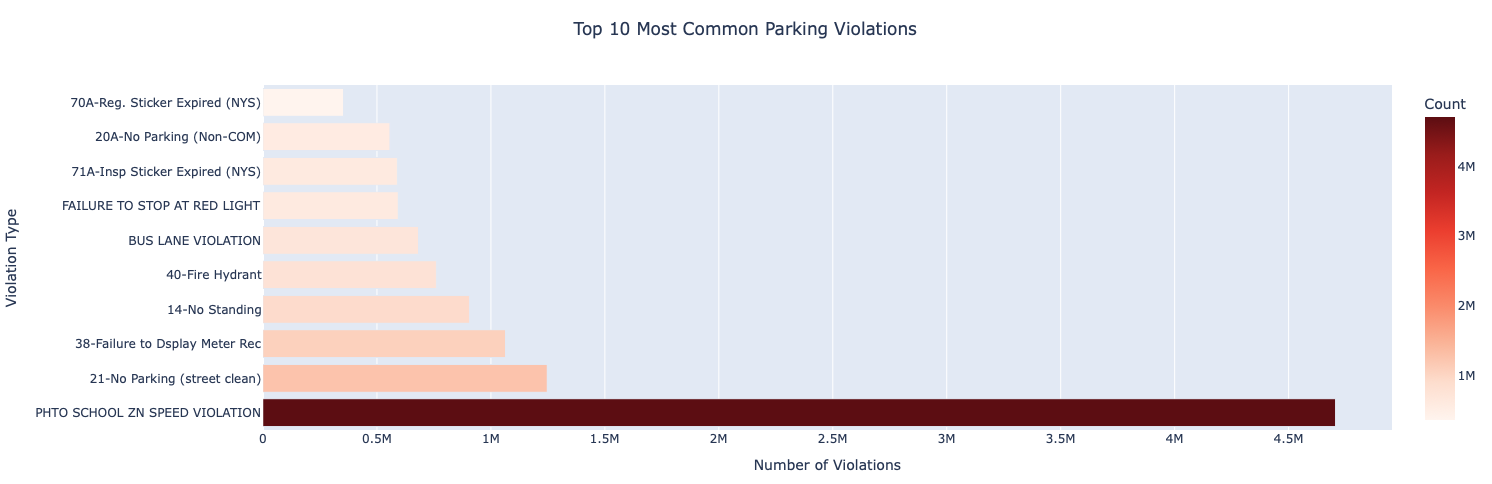 Top 10 Most Common Parking Violations
Violation Type
70A-Reg. Sticker Expired (NYS)
20A-No Parking (Non-COM)
71A-Insp Sticker Expired (NYS)
FAILURE TO STOP AT RED LIGHT
BUS LANE VIOLATION
40-Fire Hydrant
14-No Standing
38-Failure to Dsplay Meter Rec
21-No Parking (street clean)
PHTO SCHOOL ZN SPEED VIOLATION
0 0.5M 1M 1.5M 2M 2.5M 3M 3.5M 4M 4.5M
Number of Violations
Count
4M
3M
2M
1M